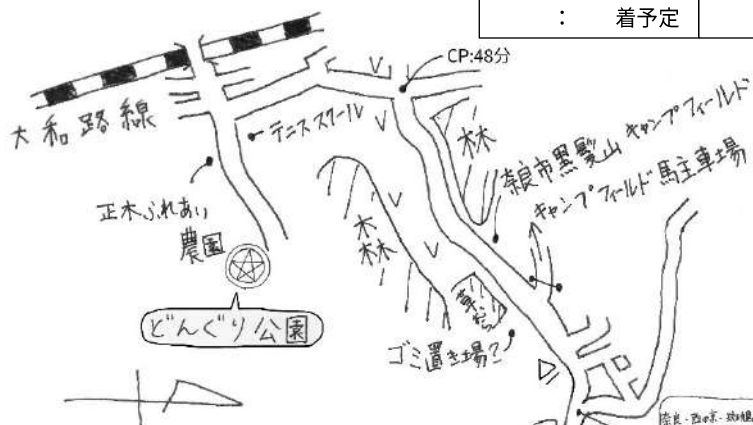 ： 着予定
CP:48分
大和路線
テニススクール
林
奈良市黒髪山キャンプフィールド
キャンプフィールド駐車場
正木ふれあい
農園
林
どんぐり公園
ゴミ置き場?